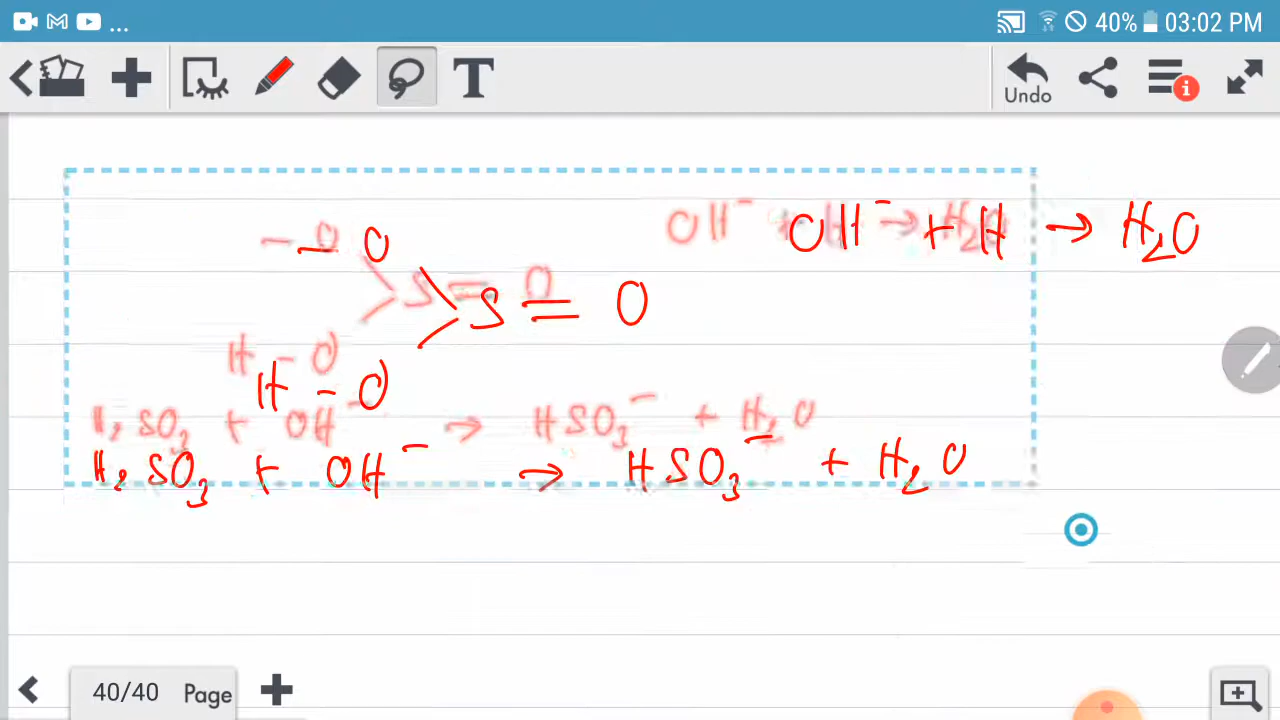 ... 40% 03:02 PM
T Undo i
OH⁻ + H → H₂O
– O
S = O
H – O
H₂SO₃ + OH⁻ → HSO₃⁻ + H₂O
40/40 Page